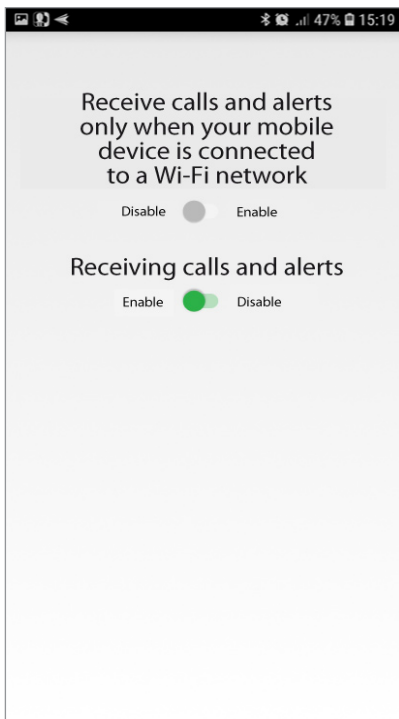 47% 15:19
Receive calls and alerts
only when your mobile
device is connected
to a Wi-Fi network
Disable Enable
Receiving calls and alerts
Enable Disable